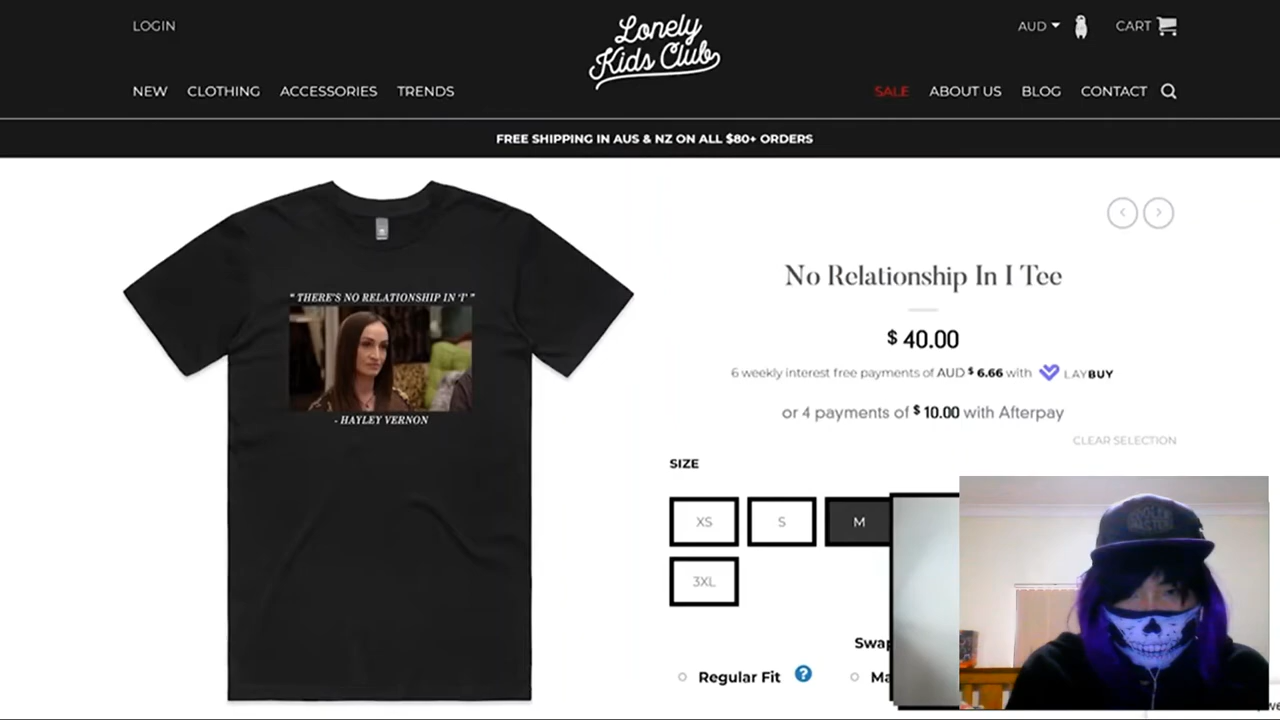 LOGIN
Lonely
Kids Club
AUD
CART
NEW CLOTHING ACCESSORIES TRENDS
SALE ABOUT US BLOG CONTACT
FREE SHIPPING IN AUS & NZ ON ALL $80+ ORDERS
" THERE'S NO RELATIONSHIP IN 'I' "
- HAYLEY VERNON
No Relationship In I Tee
$ 40.00
6 weekly interest free payments of AUD $ 6.66 with LAYBUY
or 4 payments of $ 10.00 with Afterpay
CLEAR SELECTION
SIZE
XS S M
3XL
Swap
Regular Fit ? Ma